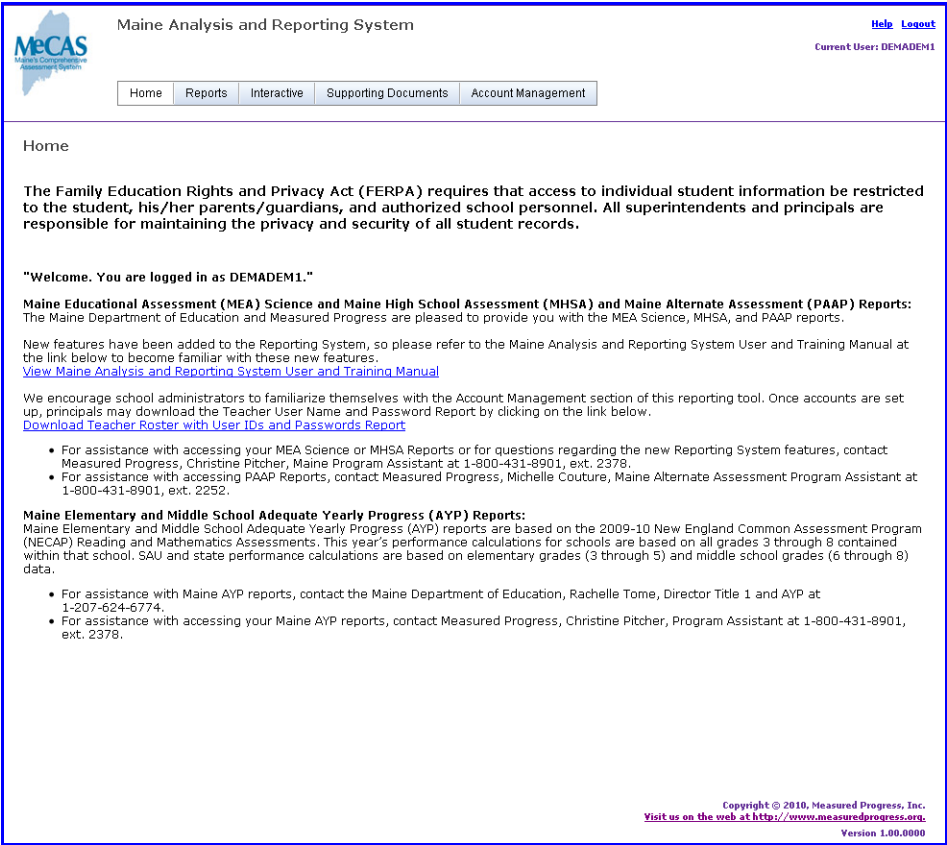 Maine Analysis and Reporting System
Help Logout
MeCAS
Maine's Comprehensive
Assessment System
Current User: DEMADEM1
Home Reports Interactive Supporting Documents Account Management
Home
The Family Education Rights and Privacy Act (FERPA) requires that access to individual student information be restricted
to the student, his/her parents/guardians, and authorized school personnel. All superintendents and principals are
responsible for maintaining the privacy and security of all student records.
"Welcome. You are logged in as DEMADEM1."
Maine Educational Assessment (MEA) Science and Maine High School Assessment (MHSA) and Maine Alternate Assessment (PAAP) Reports:
The Maine Department of Education and Measured Progress are pleased to provide you with the MEA Science, MHSA, and PAAP reports.
New features have been added to the Reporting System, so please refer to the Maine Analysis and Reporting System User and Training Manual at
the link below to become familiar with these new features.
View Maine Analysis and Reporting System User and Training Manual
We encourage school administrators to familiarize themselves with the Account Management section of this reporting tool. Once accounts are set
up, principals may download the Teacher User Name and Password Report by clicking on the link below.
Download Teacher Roster with User IDs and Passwords Report
• For assistance with accessing your MEA Science or MHSA Reports or for questions regarding the new Reporting System features, contact
Measured Progress, Christine Pitcher, Maine Program Assistant at 1-800-431-8901, ext. 2378.
• For assistance with accessing PAAP Reports, contact Measured Progress, Michelle Couture, Maine Alternate Assessment Program Assistant at
1-800-431-8901, ext. 2252.
Maine Elementary and Middle School Adequate Yearly Progress (AYP) Reports:
Maine Elementary and Middle School Adequate Yearly Progress (AYP) reports are based on the 2009-10 New England Common Assessment Program
(NECAP) Reading and Mathematics Assessments. This year's performance calculations for schools are based on all grades 3 through 8 contained
within that school. SAU and state performance calculations are based on elementary grades (3 through 5) and middle school grades (6 through 8)
data.
• For assistance with Maine AYP reports, contact the Maine Department of Education, Rachelle Tome, Director Title 1 and AYP at
1-207-624-6774.
• For assistance with accessing your Maine AYP reports, contact Measured Progress, Christine Pitcher, Program Assistant at 1-800-431-8901,
ext. 2378.
Copyright © 2010, Measured Progress, Inc.
Visit us on the web at http://www.measuredprogress.org.
Version 1.00.0000